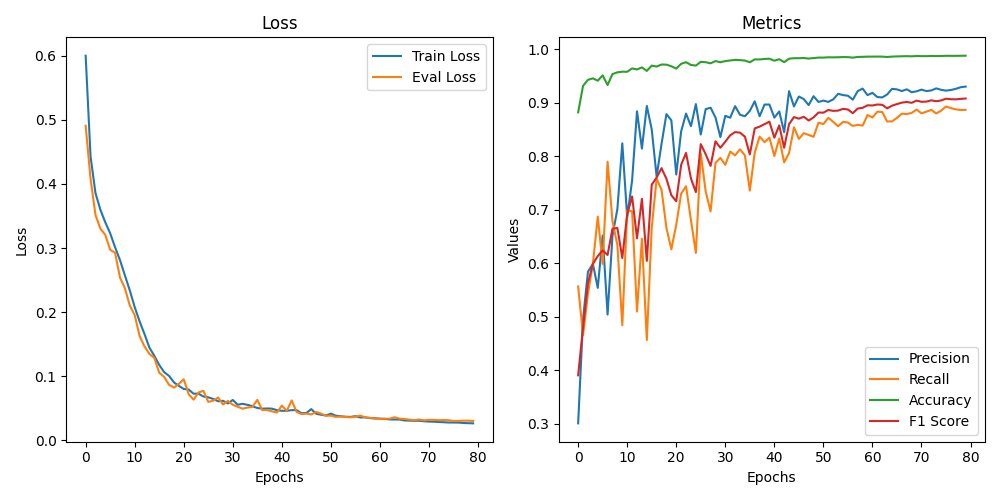 Loss
Train Loss
Eval Loss
0.6
0.5
0.4
0.3
0.2
0.1
0.0
Loss
0 10 20 30 40 50 60 70 80
Epochs
Metrics
1.0
0.9
0.8
0.7
0.6
0.5
0.4
0.3
Values
Precision
Recall
Accuracy
F1 Score
0 10 20 30 40 50 60 70 80
Epochs